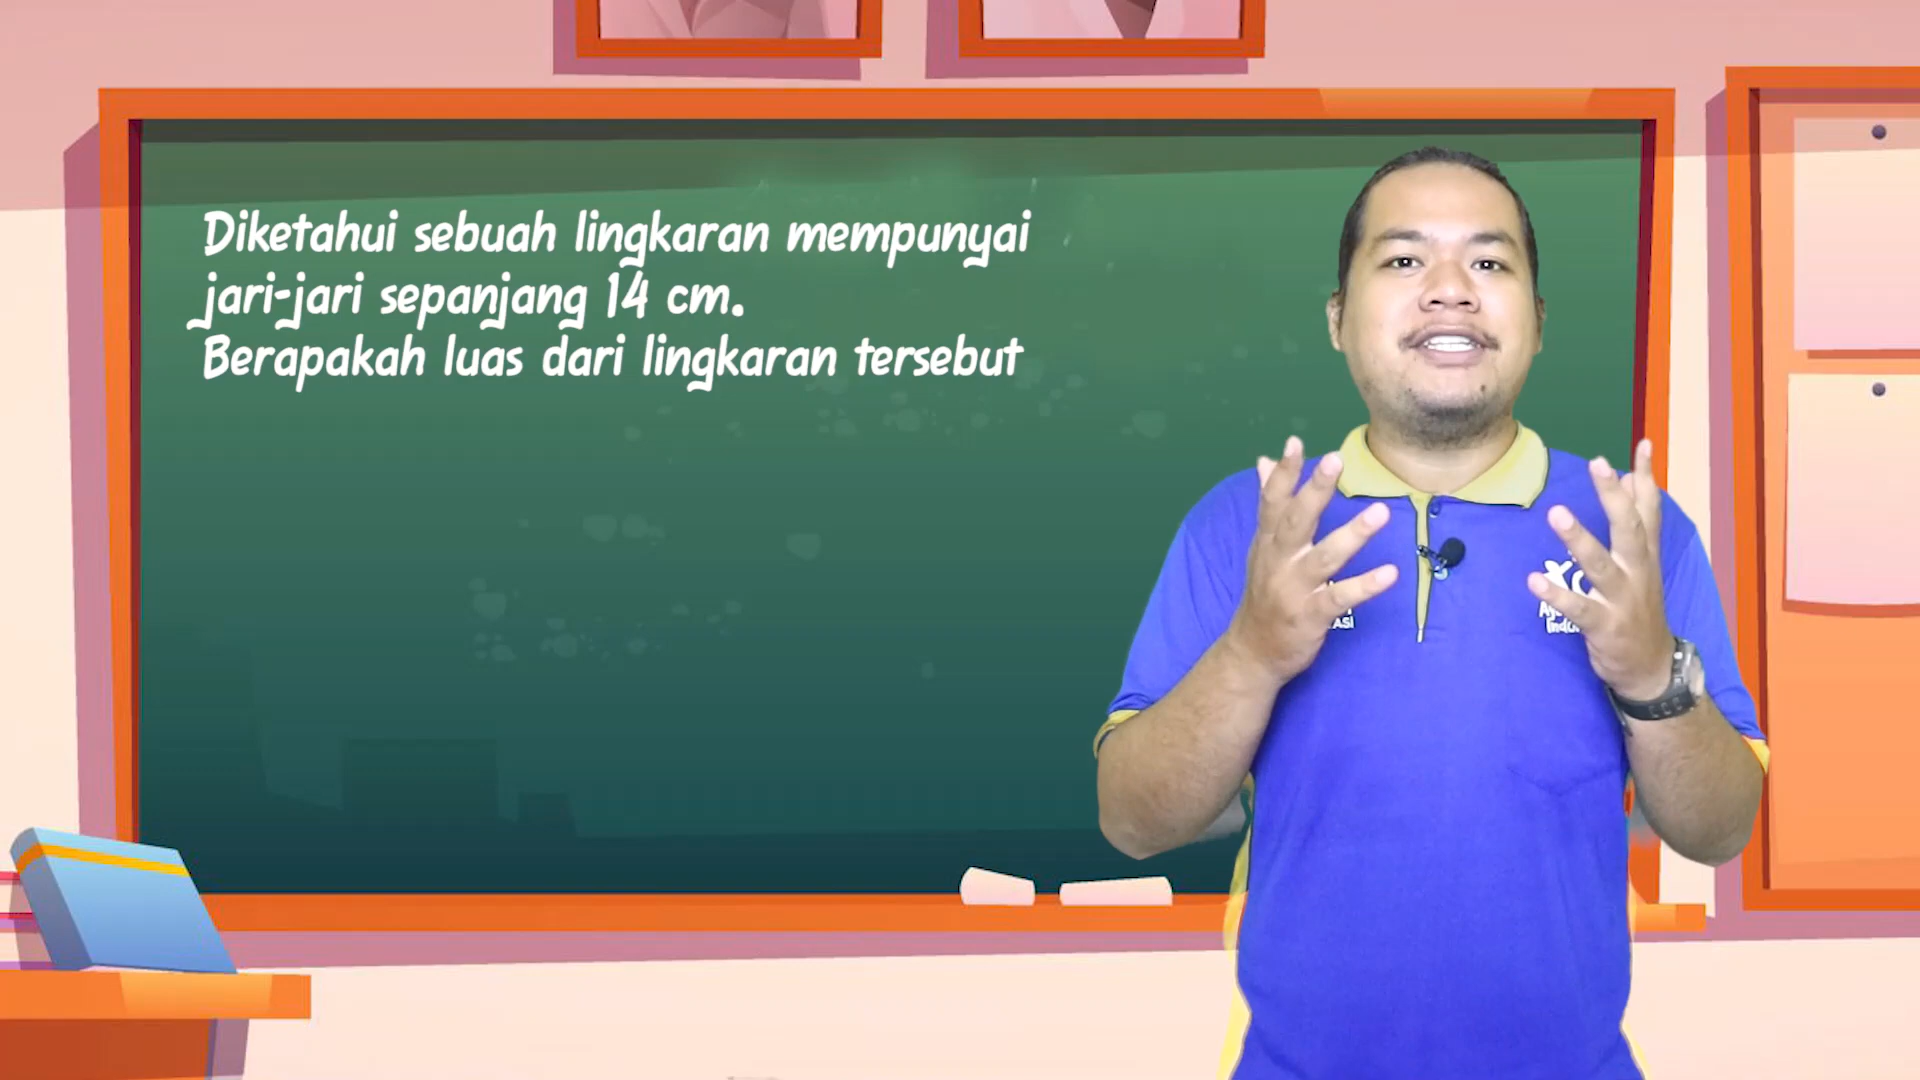 Diketahui sebuah lingkaran mempunyai
jari-jari sepanjang 14 cm.
Berapakah luas dari lingkaran tersebut